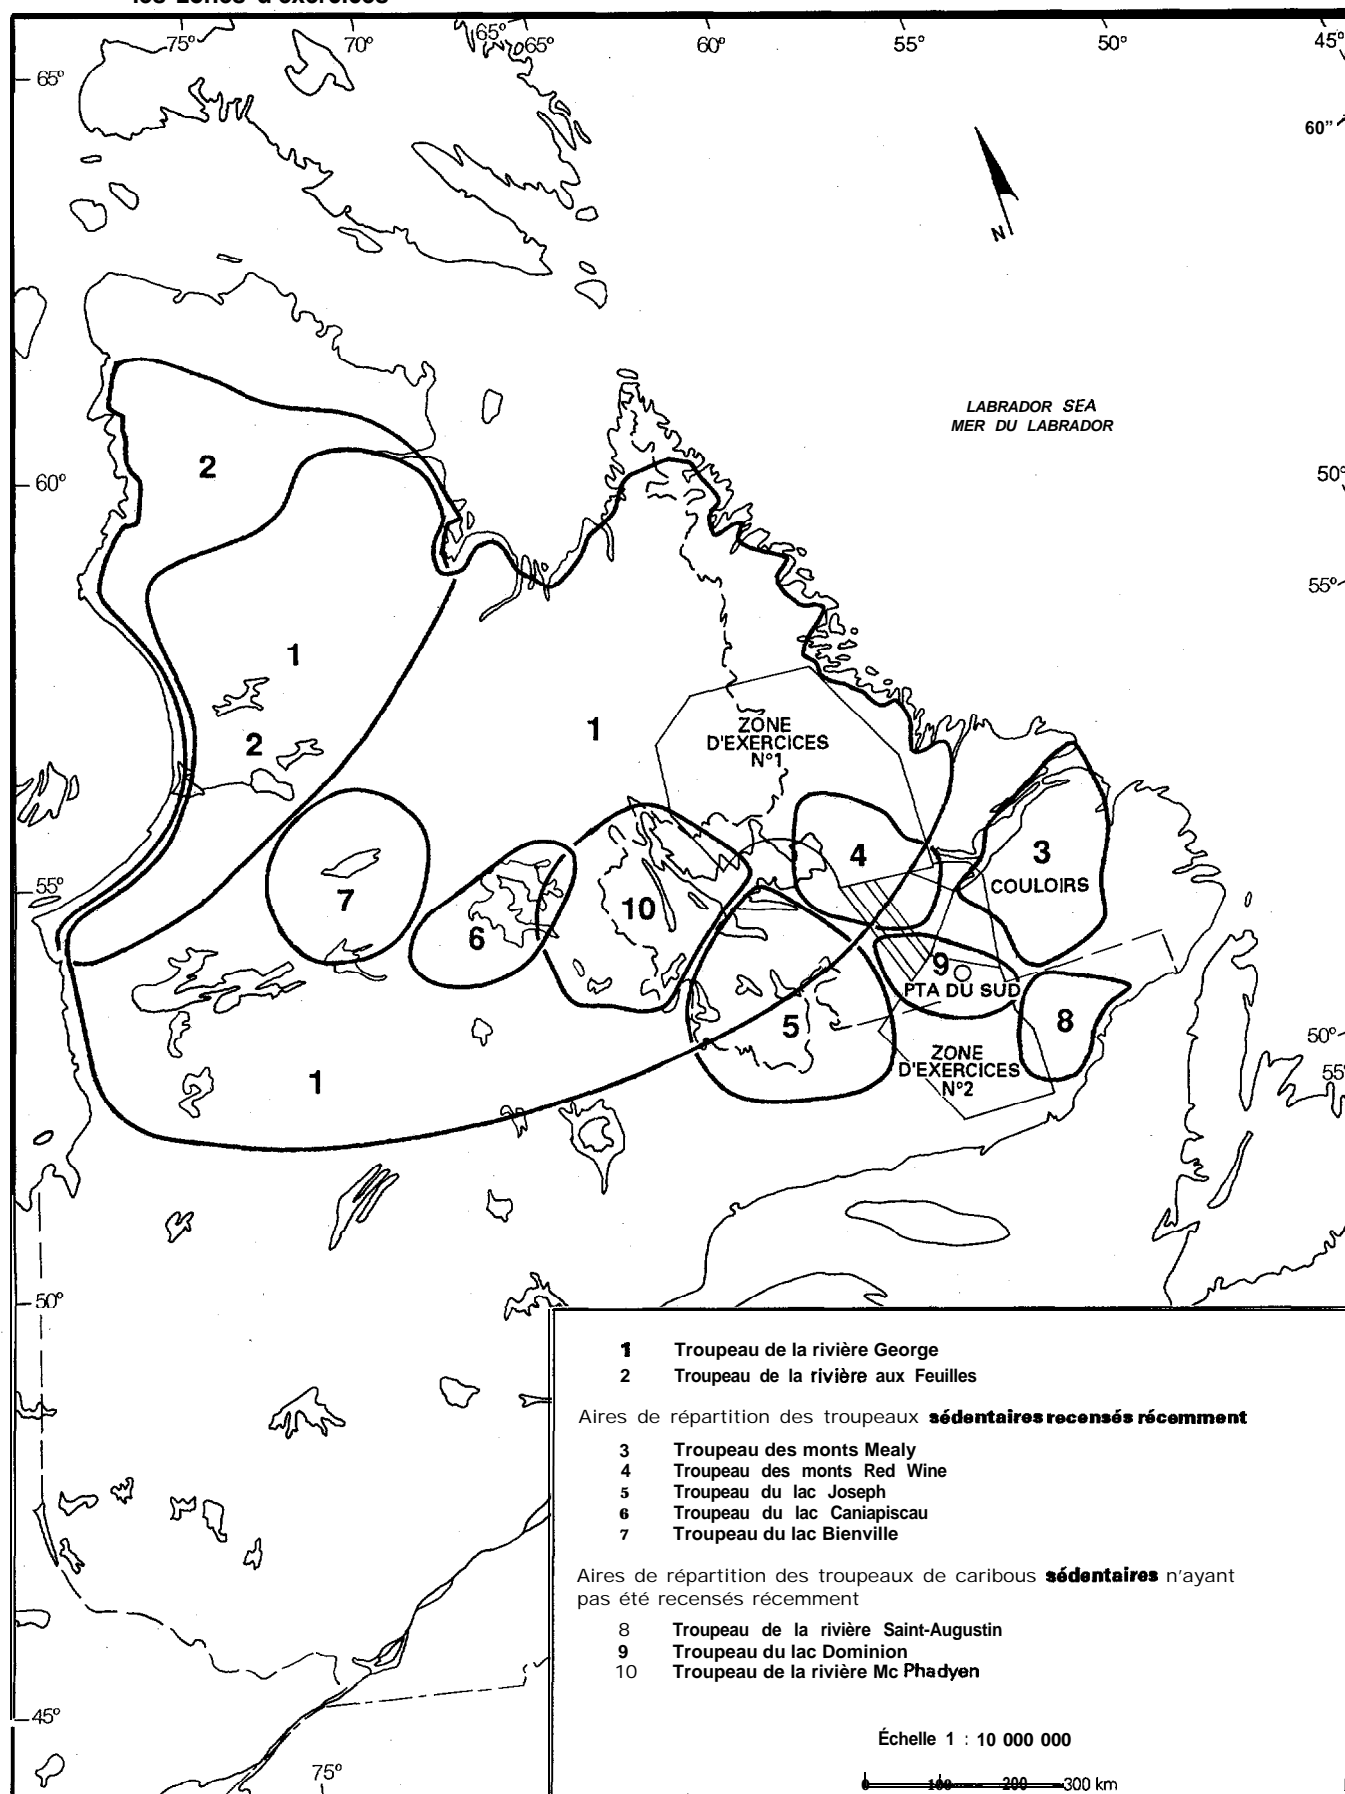 les zones d'exercices
75° 70° 65° 65° 60° 55° 50° 45°
65°
60"
N
LABRADOR SEA
MER DU LABRADOR
2
60°
50°
55°
1
2
1
ZONE
D'EXERCICES
N°1
4
3
COULOIRS
55°
7
10
6
9
PTA DU SUD
5
8
ZONE
D'EXERCICES
N°2
50°
55°
1
50°
1 Troupeau de la rivière George
2 Troupeau de la rivière aux Feuilles
Aires de répartition des troupeaux sédentaires recensés récemment
3 Troupeau des monts Mealy
4 Troupeau des monts Red Wine
5 Troupeau du lac Joseph
6 Troupeau du lac Caniapiscau
7 Troupeau du lac Bienville
Aires de répartition des troupeaux de caribous sédentaires n'ayant
pas été recensés récemment
8 Troupeau de la rivière Saint-Augustin
9 Troupeau du lac Dominion
10 Troupeau de la rivière Mc Phadyen
45°
Échelle 1 : 10 000 000
75°
0 100 200 300 km